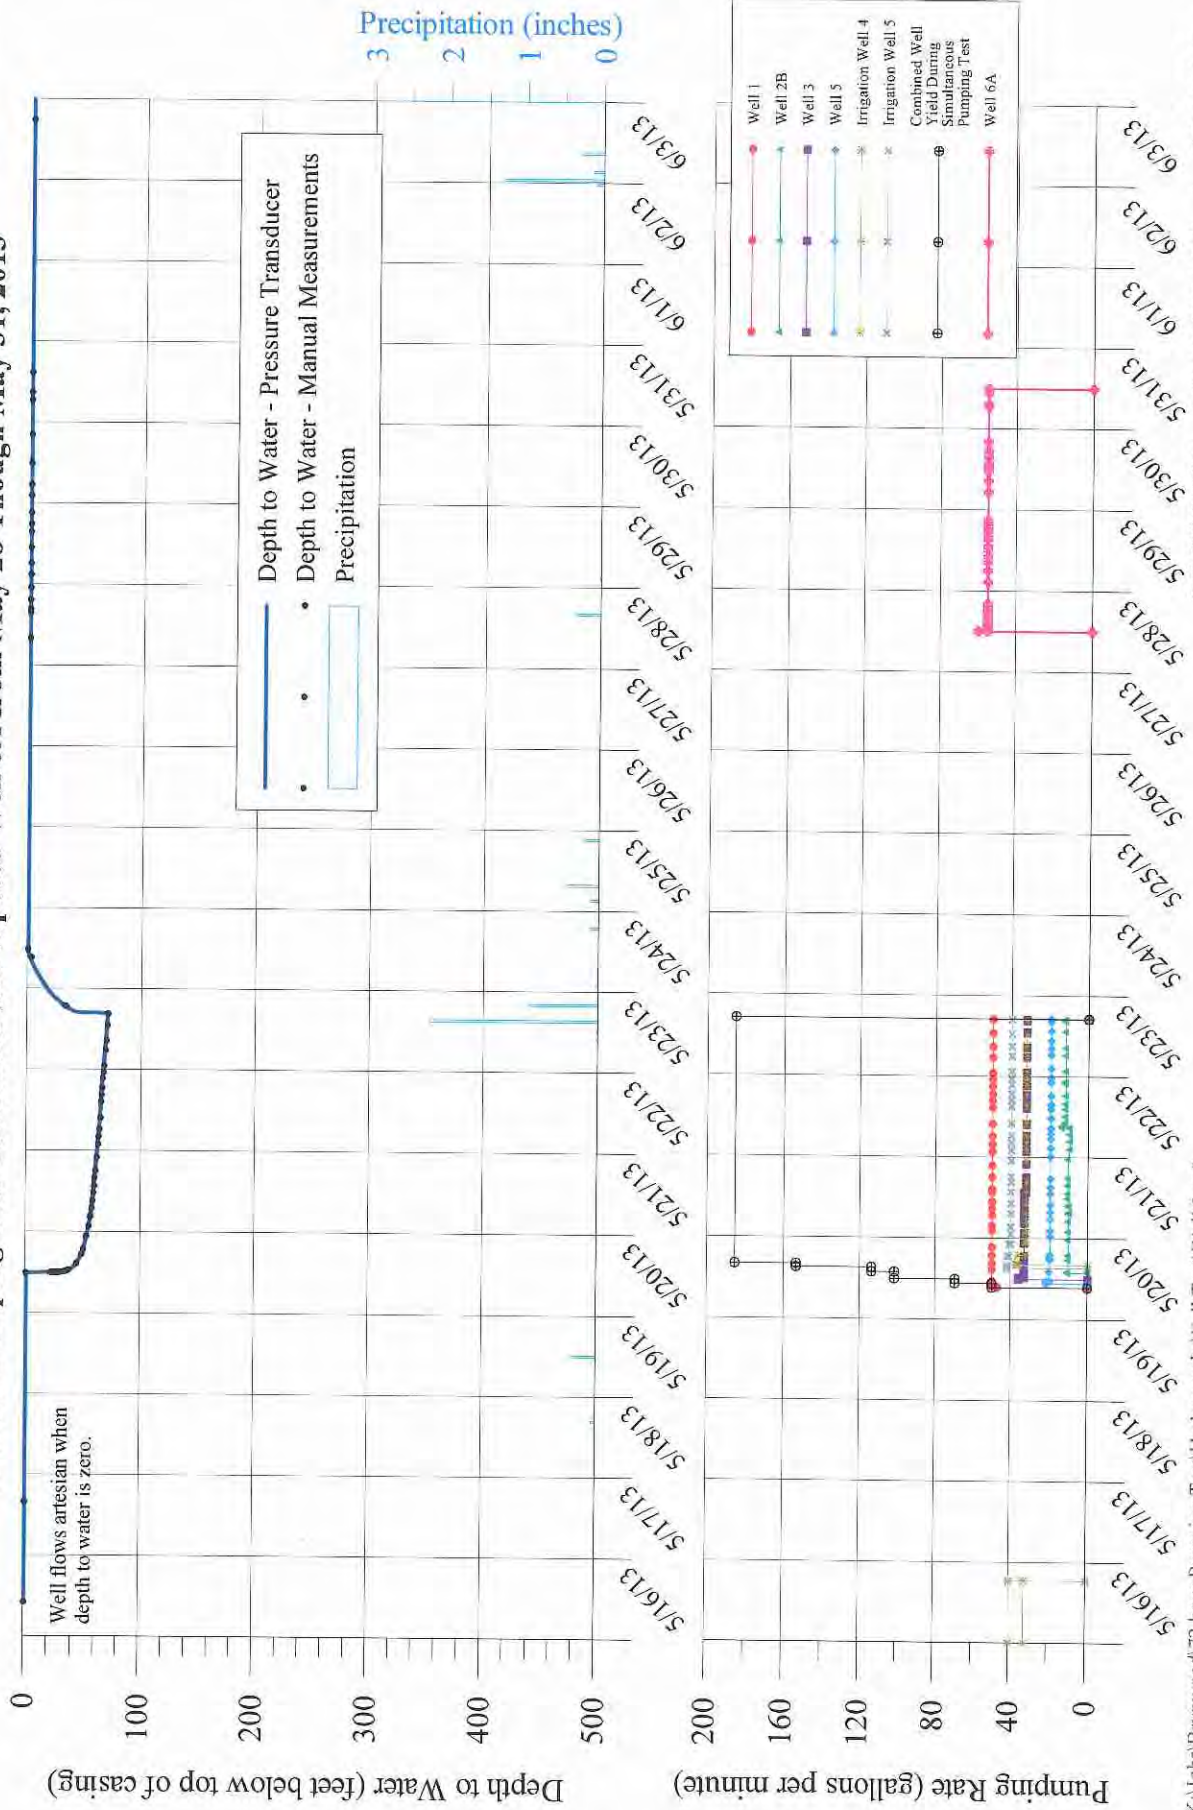 Well flows artesian when
depth to water is zero.
Depth to Water - Pressure Transducer
Depth to Water - Manual Measurements
Precipitation
Precipitation (inches)
3
2
1
0
Depth to Water (feet below top of casing)
0
100
200
300
400
500
5/16/13
5/17/13
5/18/13
5/19/13
5/20/13
5/21/13
5/22/13
5/23/13
5/24/13
5/25/13
5/26/13
5/27/13
5/28/13
5/29/13
5/30/13
5/31/13
6/1/13
6/2/13
6/3/13
Well 1
Well 2B
Well 3
Well 5
Irrigation Well 4
Irrigation Well 5
Combined Well
Yield During
Simultaneous
Pumping Test
Well 6A
Pumping Rate (gallons per minute)
200
160
120
80
40
0
5/16/13
5/17/13
5/18/13
5/19/13
5/20/13
5/21/13
5/22/13
5/23/13
5/24/13
5/25/13
5/26/13
5/27/13
5/28/13
5/29/13
5/30/13
5/31/13
6/1/13
6/2/13
6/3/13